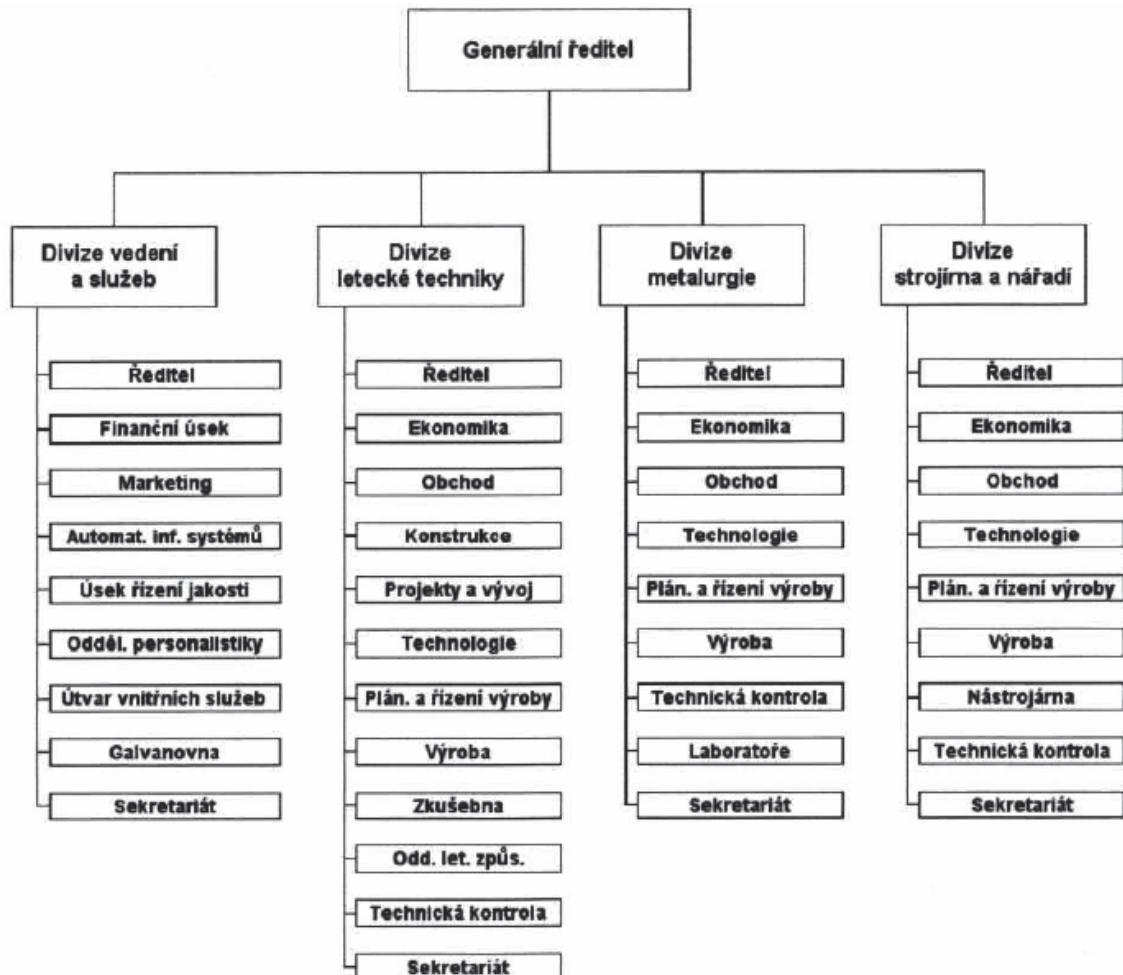 Generální ředitel
Divize vedení
a služeb
Ředitel
Finanční úsek
Marketing
Automat. inf. systémů
Úsek řízení jakosti
Odděl. personalistiky
Útvar vnitřních služeb
Galvanovna
Sekretariát
Divize
letecké techniky
Ředitel
Ekonomika
Obchod
Konstrukce
Projekty a vývoj
Technologie
Plán. a řízení výroby
Výroba
Zkušebna
Odd. let. způs.
Technická kontrola
Sekretariát
Divize
metalurgie
Ředitel
Ekonomika
Obchod
Technologie
Plán. a řízení výroby
Výroba
Technická kontrola
Laboratoře
Sekretariát
Divize
strojírna a nářadí
Ředitel
Ekonomika
Obchod
Technologie
Plán. a řízení výroby
Výroba
Nástrojárna
Technická kontrola
Sekretariát